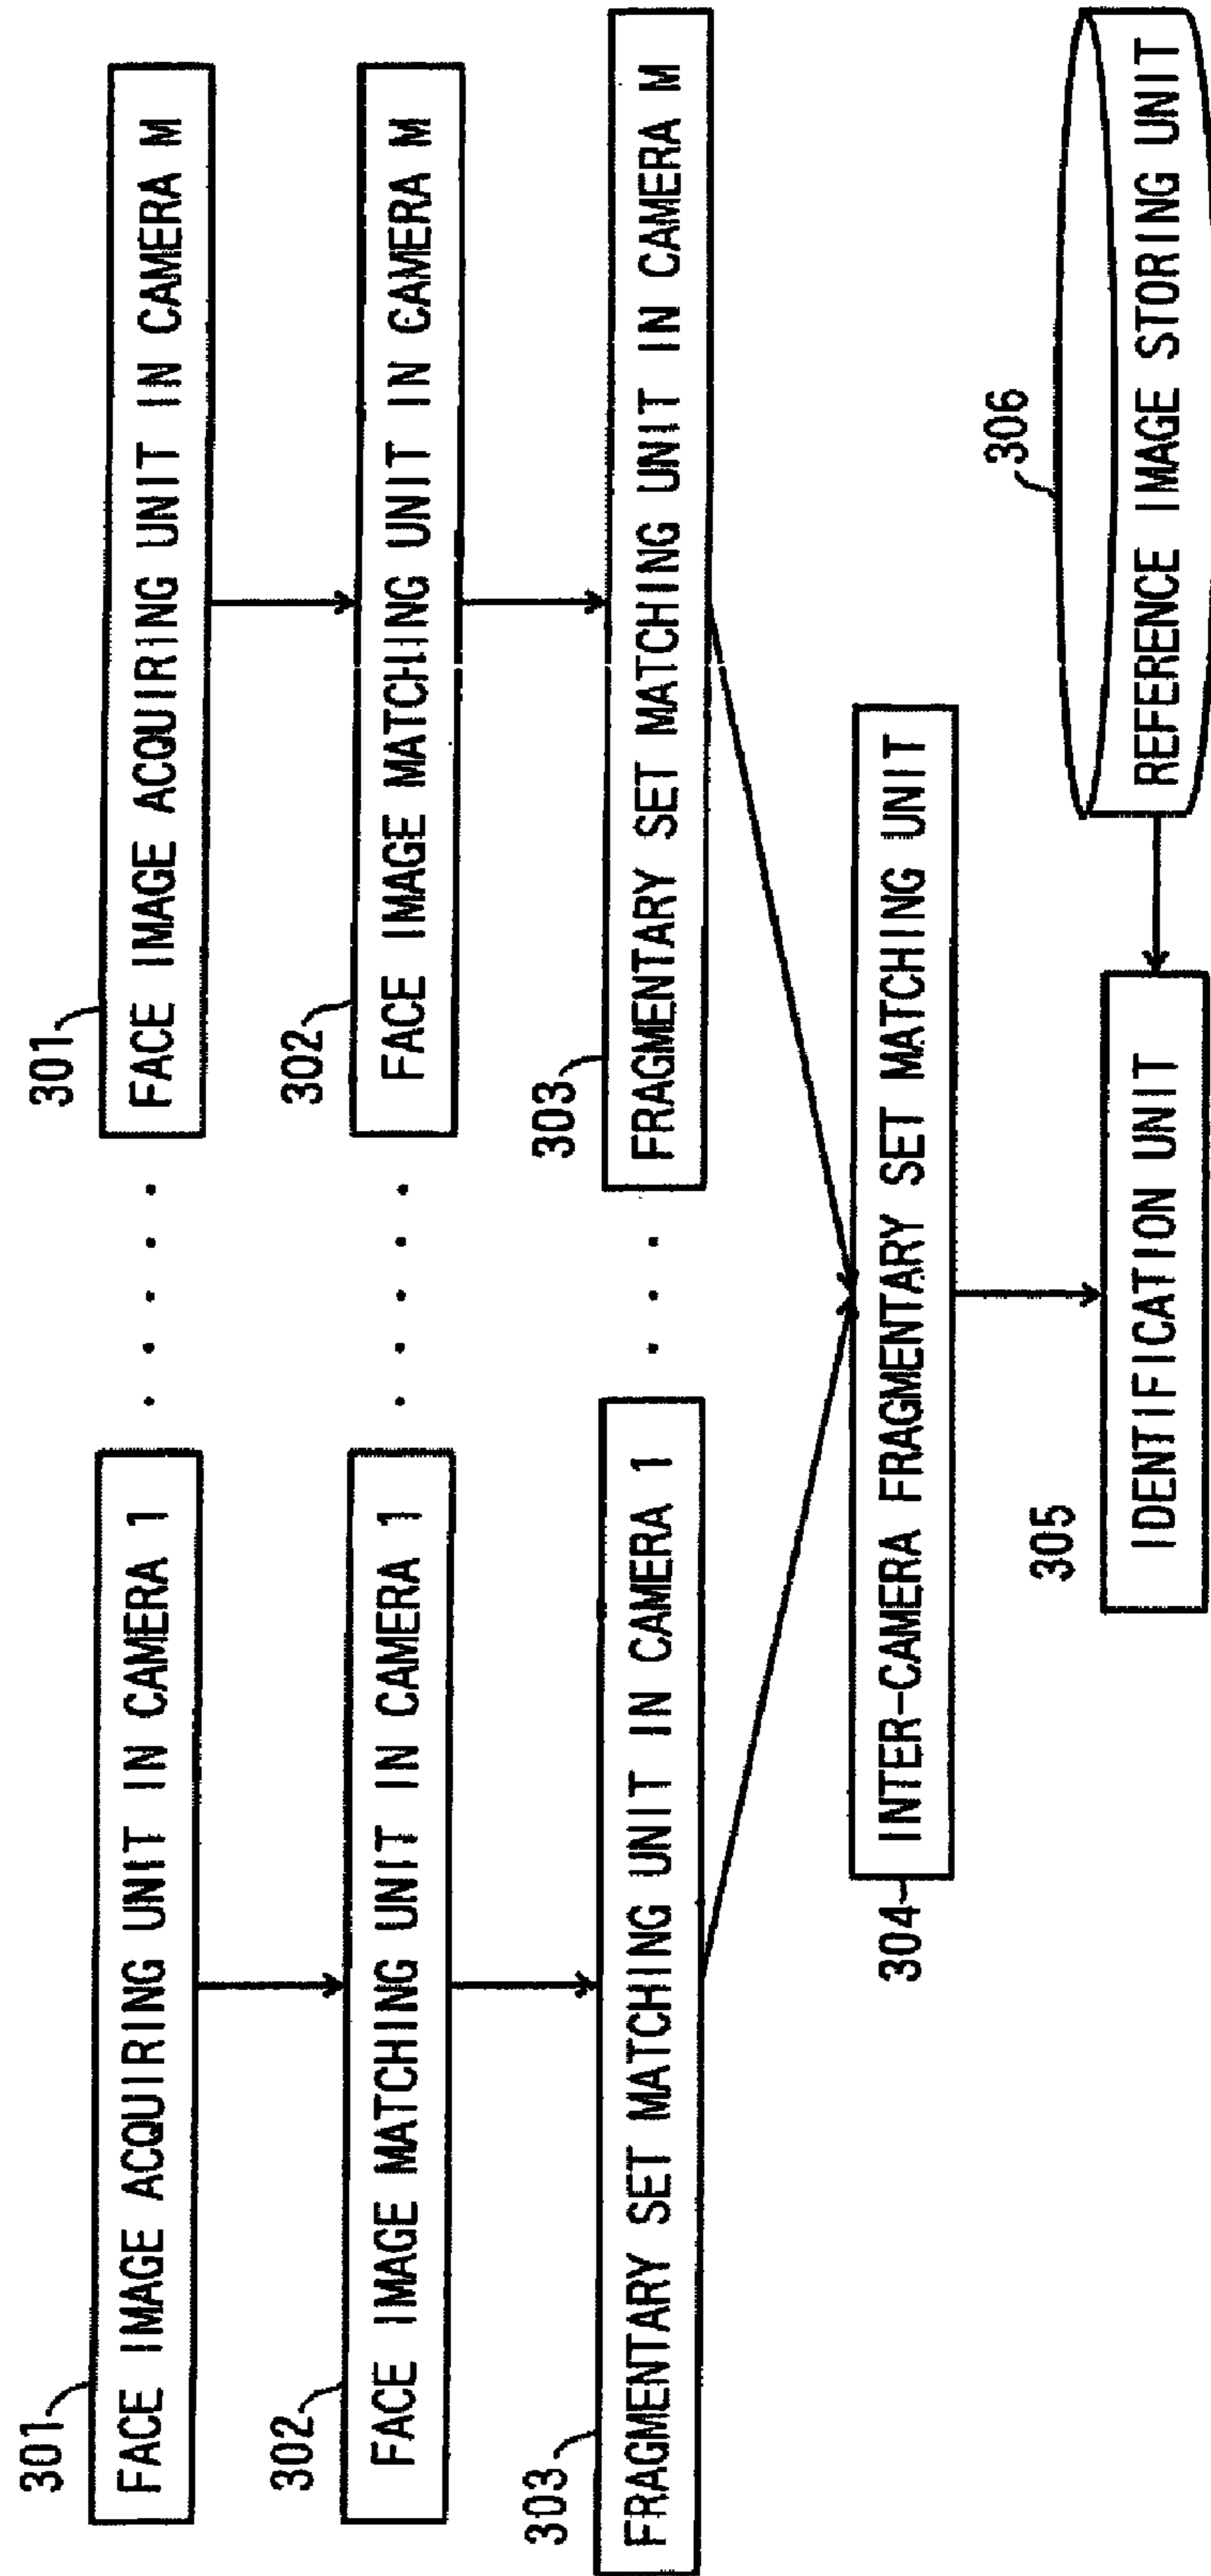 301
FACE IMAGE ACQUIRING UNIT IN CAMERA 1
301
FACE IMAGE ACQUIRING UNIT IN CAMERA M
302
FACE IMAGE MATCHING UNIT IN CAMERA 1
302
FACE IMAGE MATCHING UNIT IN CAMERA M
303
FRAGMENTARY SET MATCHING UNIT IN CAMERA 1
303
FRAGMENTARY SET MATCHING UNIT IN CAMERA M
304
INTER-CAMERA FRAGMENTARY SET MATCHING UNIT
305
IDENTIFICATION UNIT
306
REFERENCE IMAGE STORING UNIT